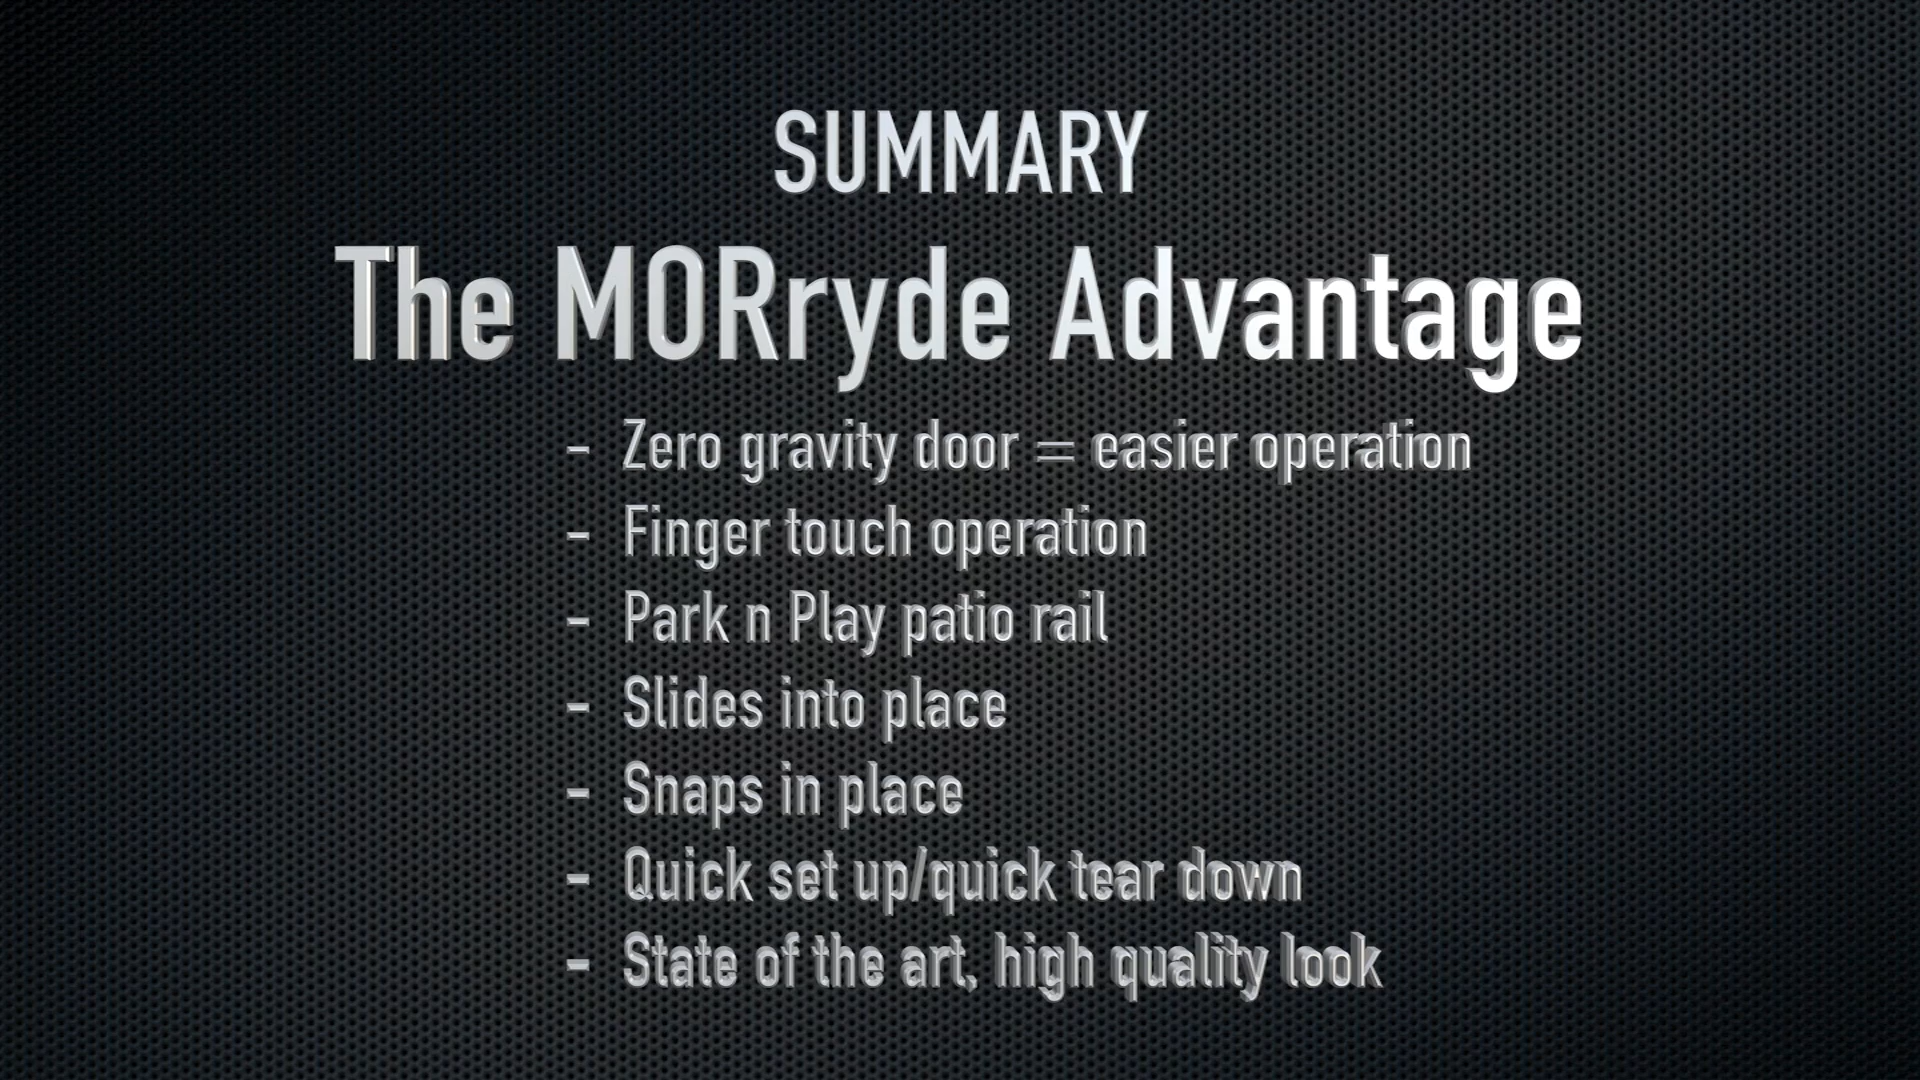 SUMMARY
The MORryde Advantage
- Zero gravity door = easier operation
- Finger touch operation
- Park n Play patio rail
- Slides into place
- Snaps in place
- Quick set up/quick tear down
- State of the art, high quality look